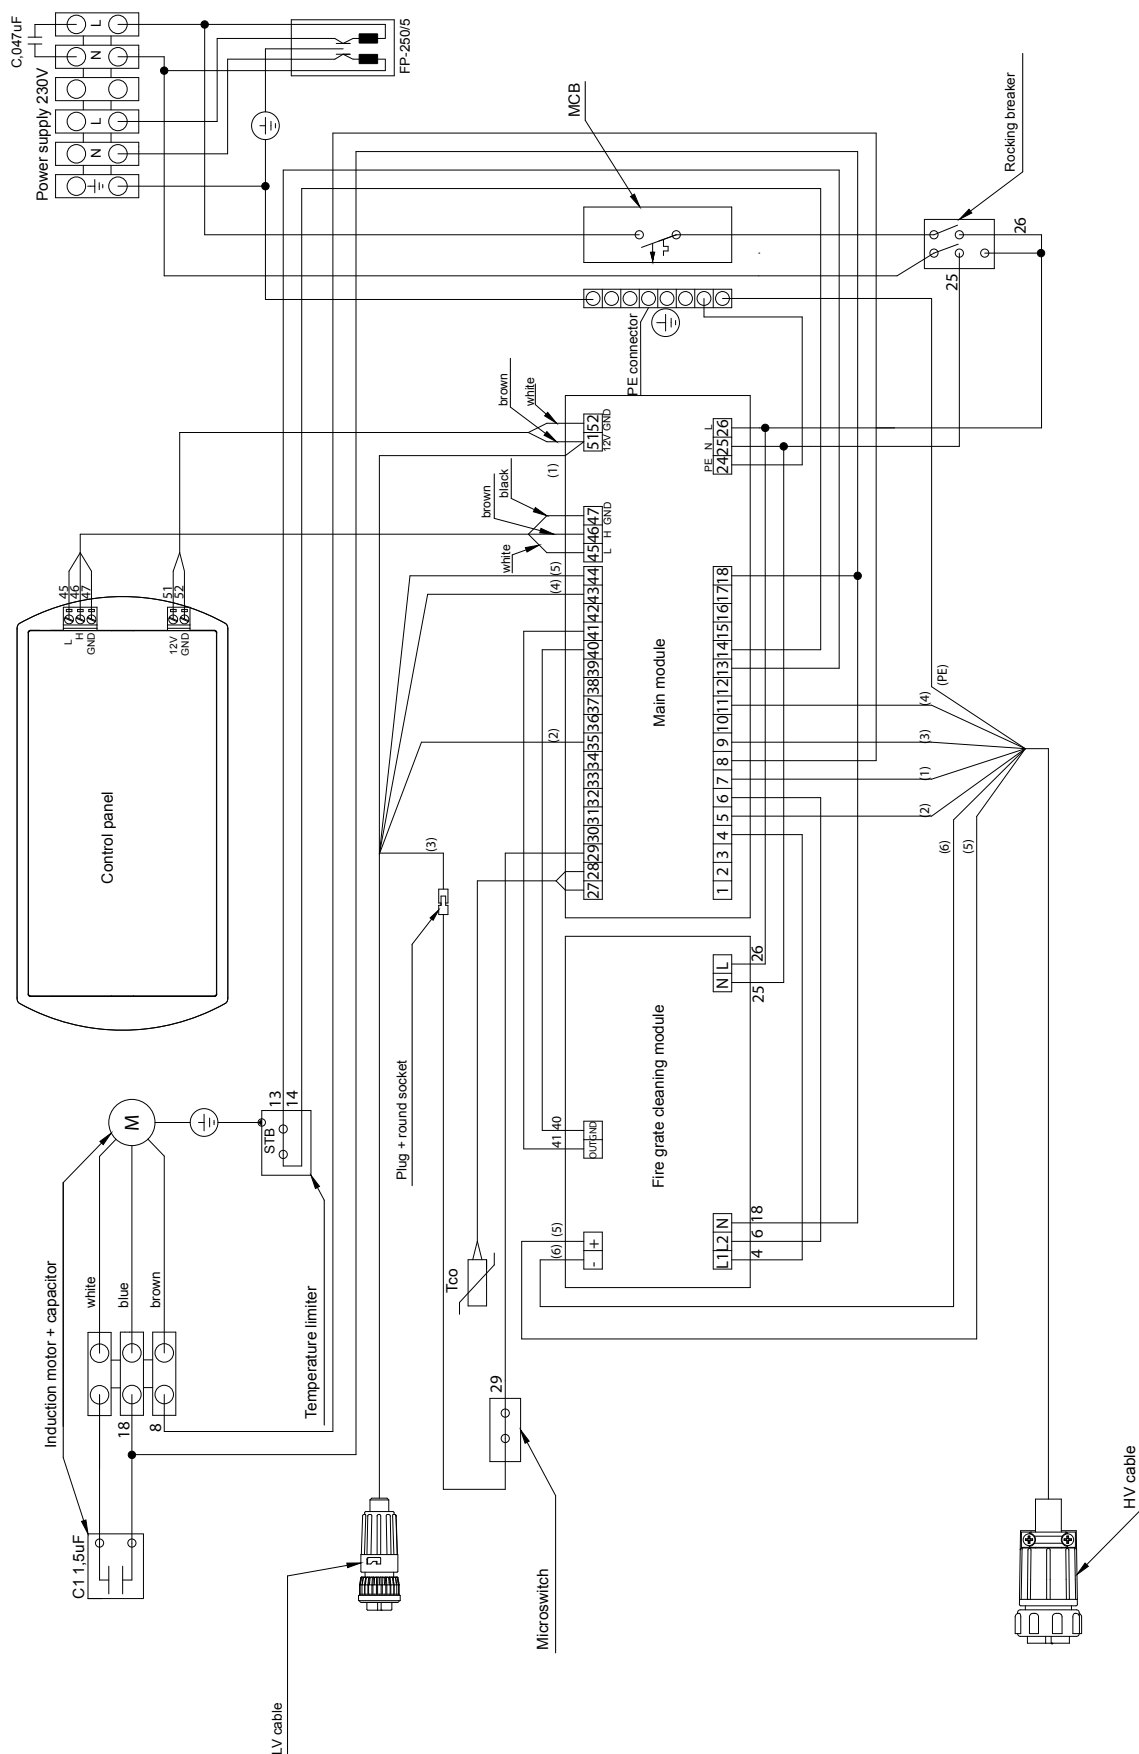 C,047uF
L
N
L
N
Power supply 230V
FP-250/5
MCB
Rocking breaker
26
25
PE connector
brown
white
51 52
12V GND
(1)
L
N
PE
24 25 26
brown
black
white
45 46 47
L H GND
(5)
(4)
(2)
(3)
27 28 29 30 31 32 33 34 35 36 37 38 39 40 41 42 43 44
Main module
1 2 3 4 5 6 7 8 9 10 11 12 13 14 15 16 17 18
45
46
47
L
H
GND
51
52
12V
GND
Control panel
(PE)
(4)
(3)
(1)
(2)
(6)
(5)
N L
25
26
Fire grate cleaning module
41 40
OUT GND
(6) (5)
- +
L1 L2 N
4 6 18
Plug + round socket
Tco
M
13
14
STB
Temperature limiter
Induction motor + capacitor
white
blue
brown
18
8
C1 1,5uF
29
Microswitch
LV cable
HV cable